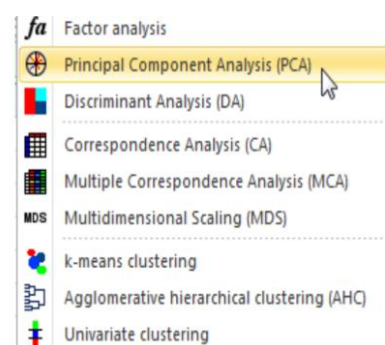 fa Factor analysis
Principal Component Analysis (PCA)
Discriminant Analysis (DA)
Correspondence Analysis (CA)
Multiple Correspondence Analysis (MCA)
MDS Multidimensional Scaling (MDS)
k-means clustering
Agglomerative hierarchical clustering (AHC)
Univariate clustering